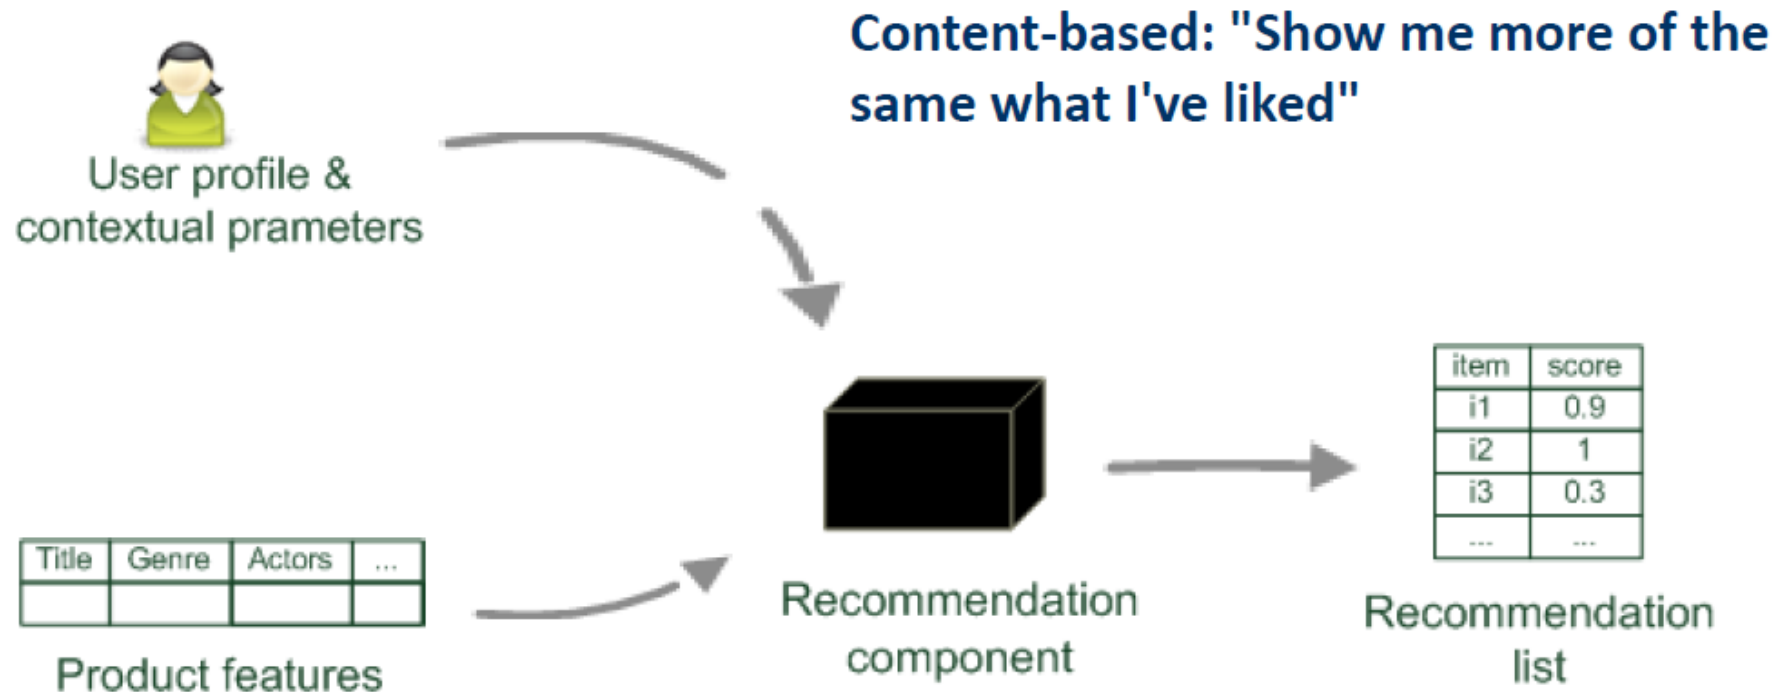 Content-based: "Show me more of the
same what I've liked"
User profile &
contextual prameters
item score
i1 0.9
i2 1
i3 0.3
... ...
Title Genre Actors ...
Product features
Recommendation
component
Recommendation
list